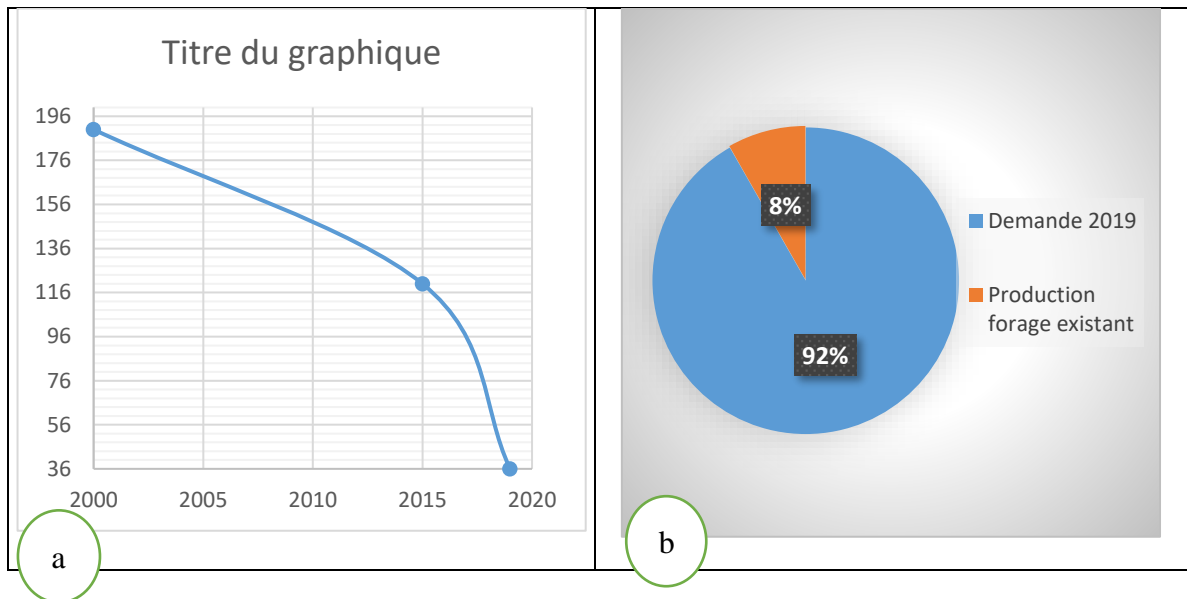 Titre du graphique
196
176
156
136
116
96
76
56
36
2000 2005 2010 2015 2020
a
8%
92%
Demande 2019
Production
forage existant
b